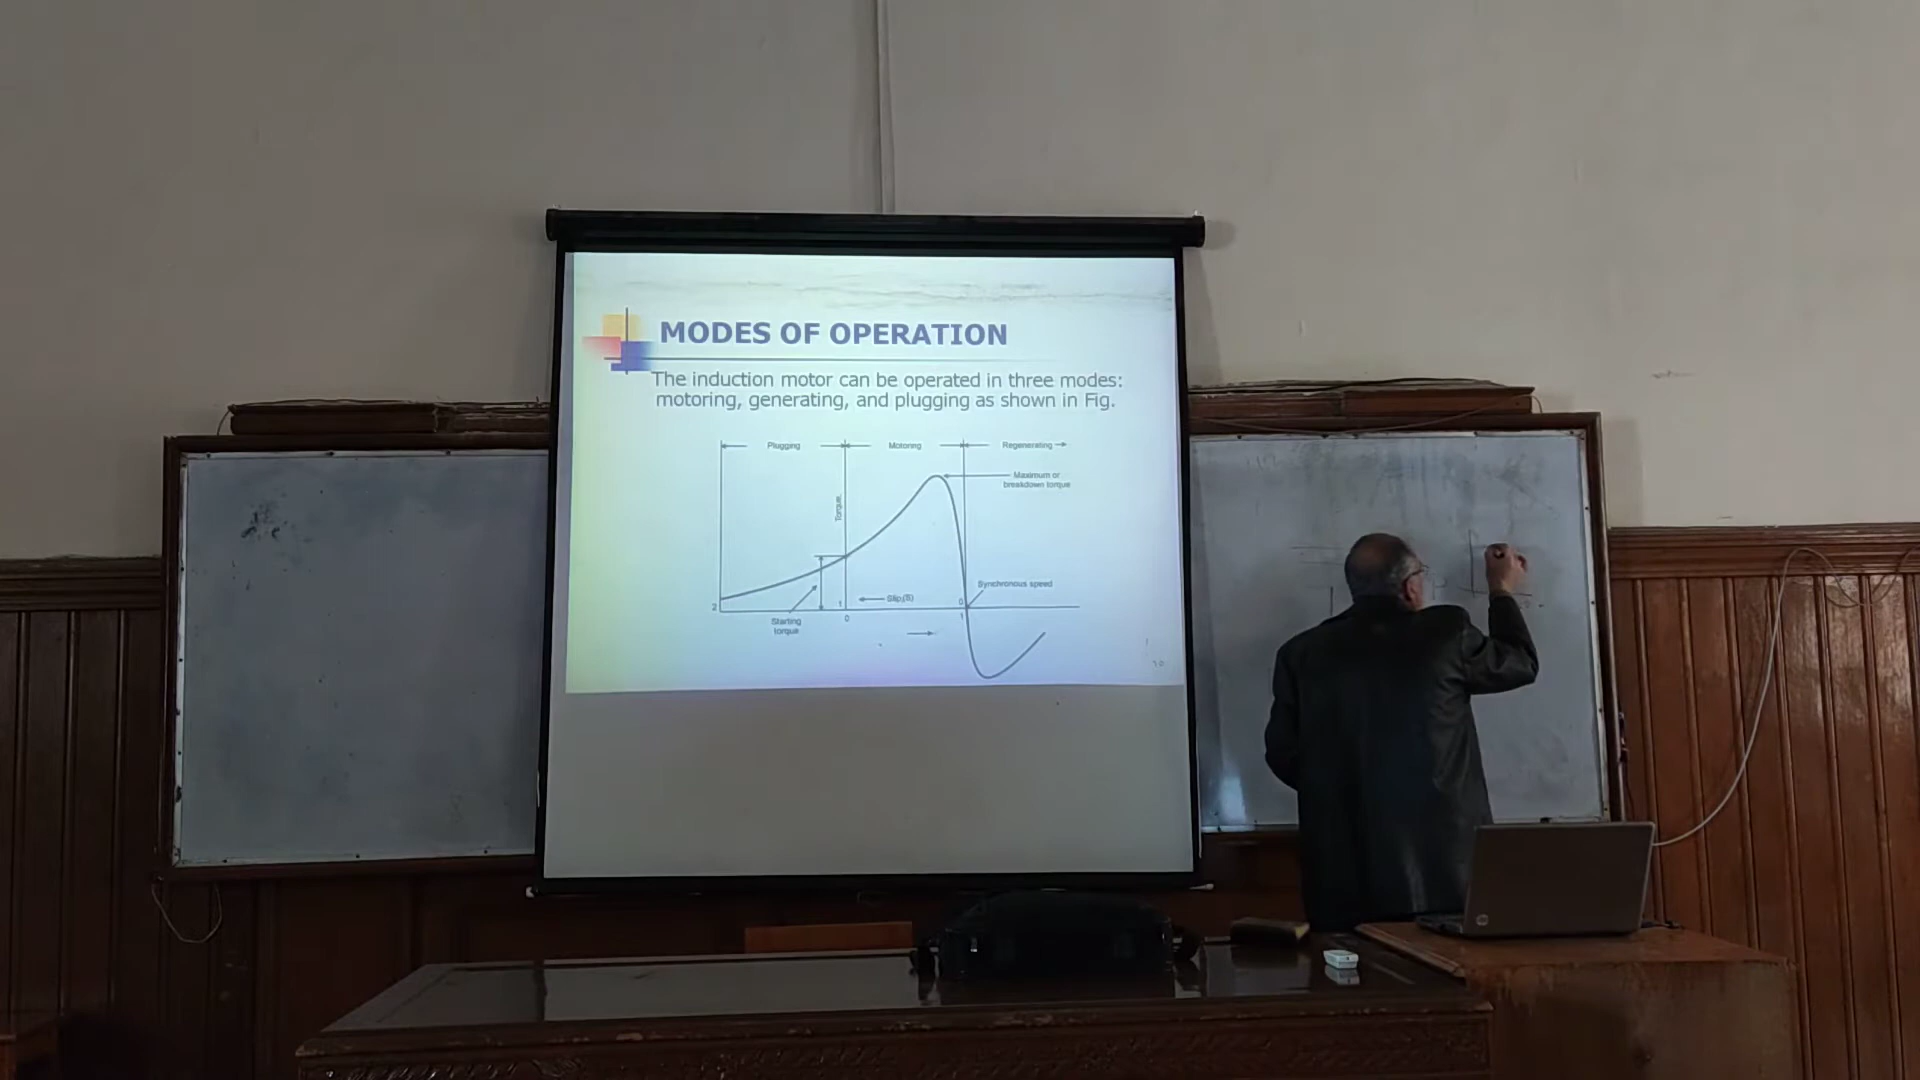 MODES OF OPERATION
The induction motor can be operated in three modes:
motoring, generating, and plugging as shown in Fig.
Plugging
Motoring
Regenerating
Maximum or
breakdown torque
Torque
Synchronous speed
Slip(S)
2
1
0
0
1
Starting
torque